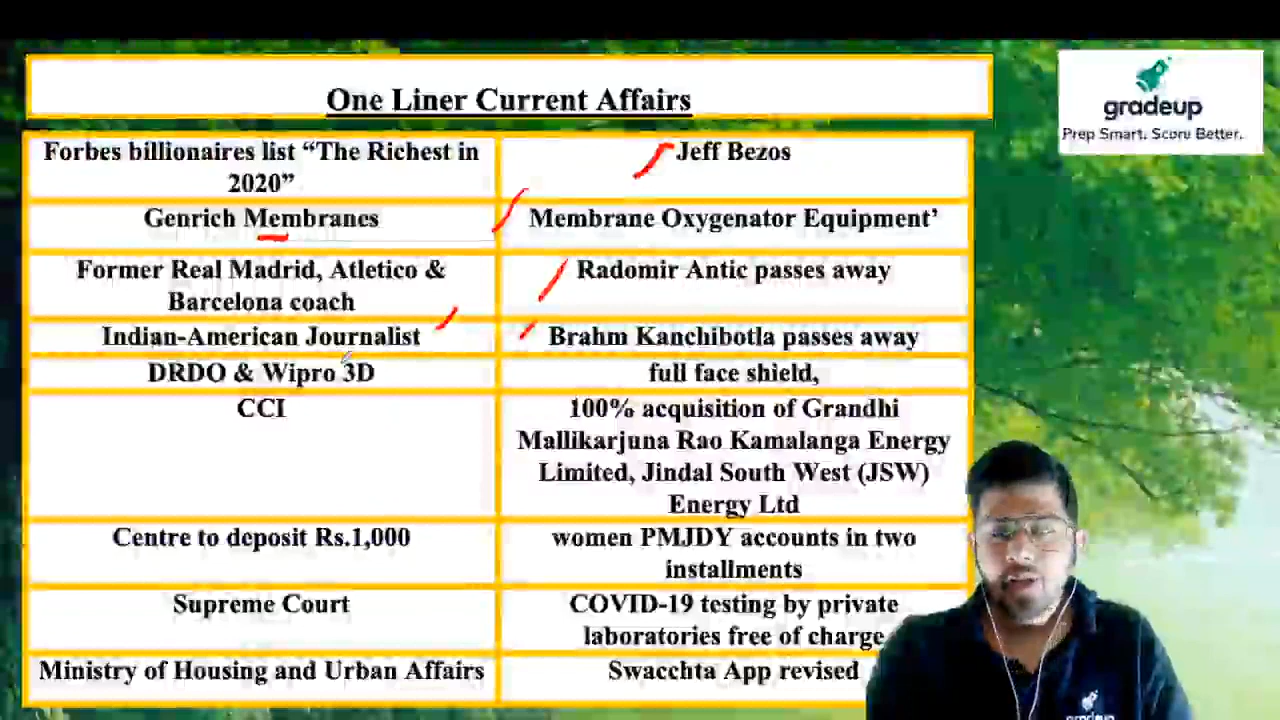 One Liner Current Affairs
gradeup
Prep Smart. Score Better.
Forbes billionaires list “The Richest in
2020”
Jeff Bezos
Genrich Membranes
Membrane Oxygenator Equipment’
Former Real Madrid, Atletico &
Barcelona coach
Radomir Antic passes away
Indian-American Journalist
Brahm Kanchibotla passes away
DRDO & Wipro 3D
full face shield,
CCI
100% acquisition of Grandhi
Mallikarjuna Rao Kamalanga Energy
Limited, Jindal South West (JSW)
Energy Ltd
Centre to deposit Rs.1,000
women PMJDY accounts in two
installments
Supreme Court
COVID-19 testing by private
laboratories free of charge
Ministry of Housing and Urban Affairs
Swacchta App revised
gradeup